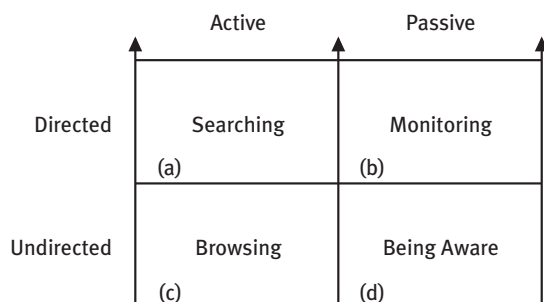 Active Passive
Directed Searching Monitoring
(a) (b)
Undirected Browsing Being Aware
(c) (d)